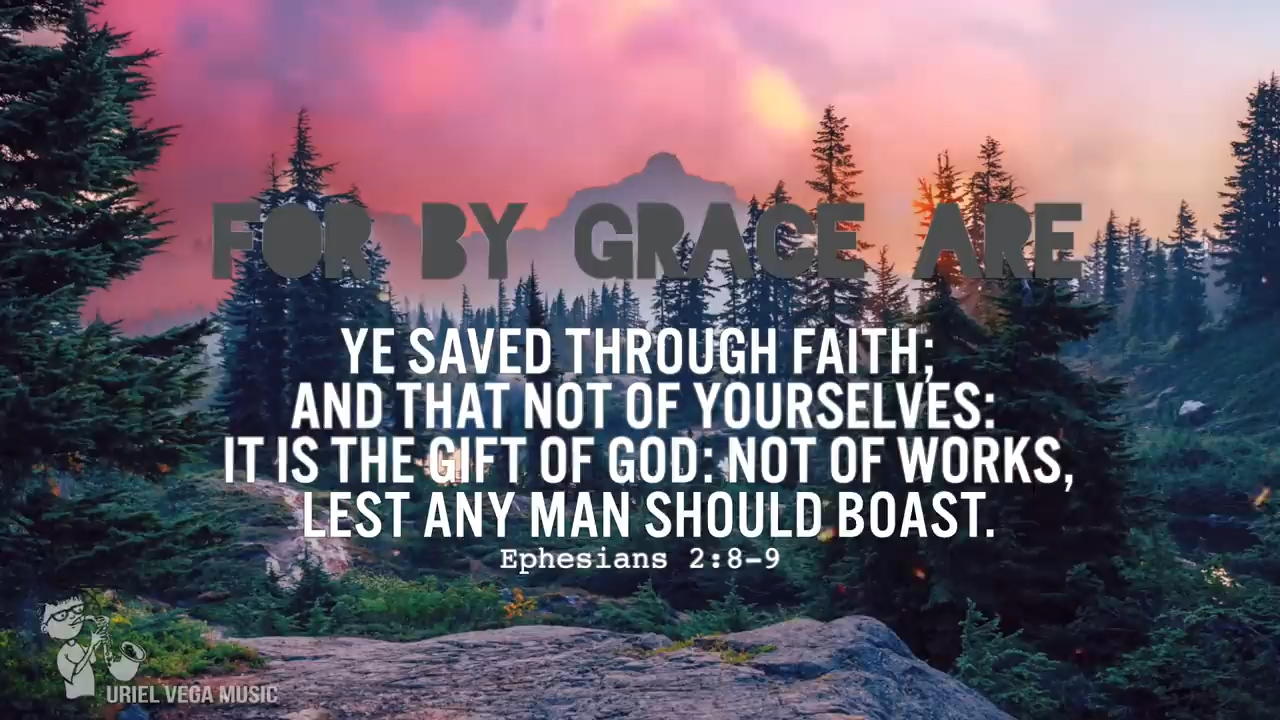 FOR BY GRACE ARE
YE SAVED THROUGH FAITH;
AND THAT NOT OF YOURSELVES:
IT IS THE GIFT OF GOD: NOT OF WORKS,
LEST ANY MAN SHOULD BOAST.
Ephesians 2:8-9
URIEL VEGA MUSIC